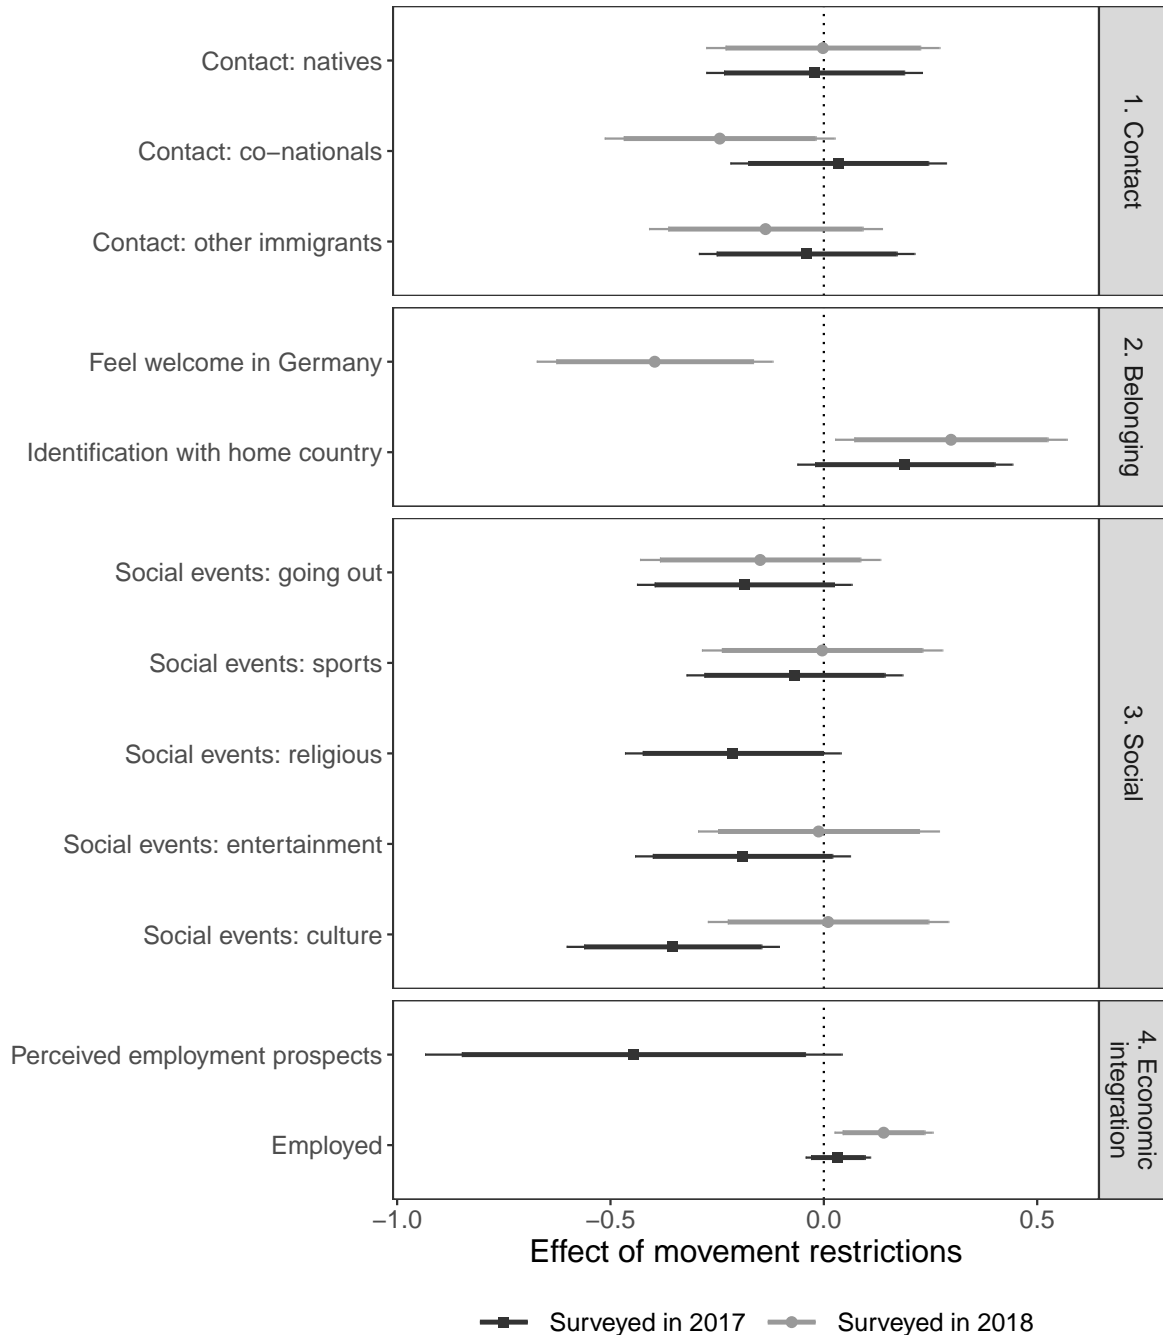 Contact: natives
Contact: co−nationals
Contact: other immigrants
1. Contact
Feel welcome in Germany
Identification with home country
2. Belonging
Social events: going out
Social events: sports
Social events: religious
Social events: entertainment
Social events: culture
3. Social
Perceived employment prospects
Employed
4. Economic
integration
−1.0 −0.5 0.0 0.5
Effect of movement restrictions
Surveyed in 2017 Surveyed in 2018